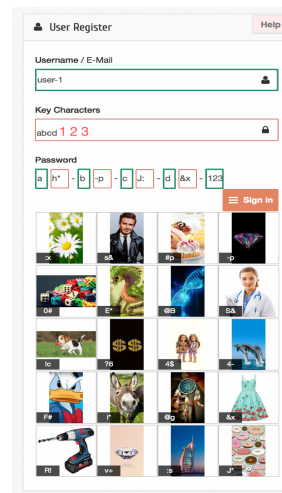 User Register
Help
Username / E-Mail
user-1
Key Characters
abcd 1 2 3
Password
a h* - b -p - c J: - d &x - 123
Sign in
:x s& #p -p
0# E* @B S&
!c ?6 4$ 4~
F# i* @g &x
R! v+ :s J*